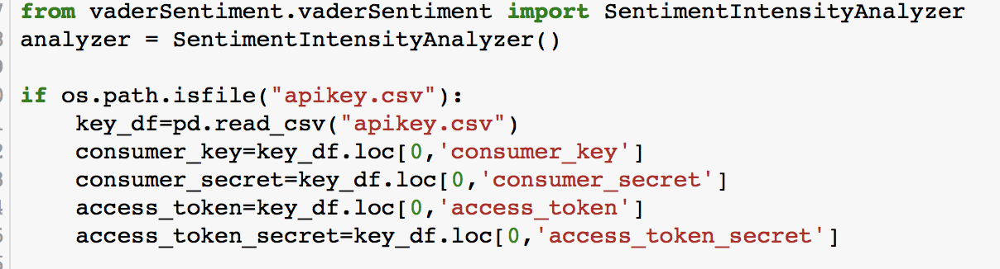 from vaderSentiment.vaderSentiment import SentimentIntensityAnalyzer
analyzer = SentimentIntensityAnalyzer()
if os.path.isfile("apikey.csv"):
    key_df=pd.read_csv("apikey.csv")
    consumer_key=key_df.loc[0,'consumer_key']
    consumer_secret=key_df.loc[0,'consumer_secret']
    access_token=key_df.loc[0,'access_token']
    access_token_secret=key_df.loc[0,'access_token_secret']